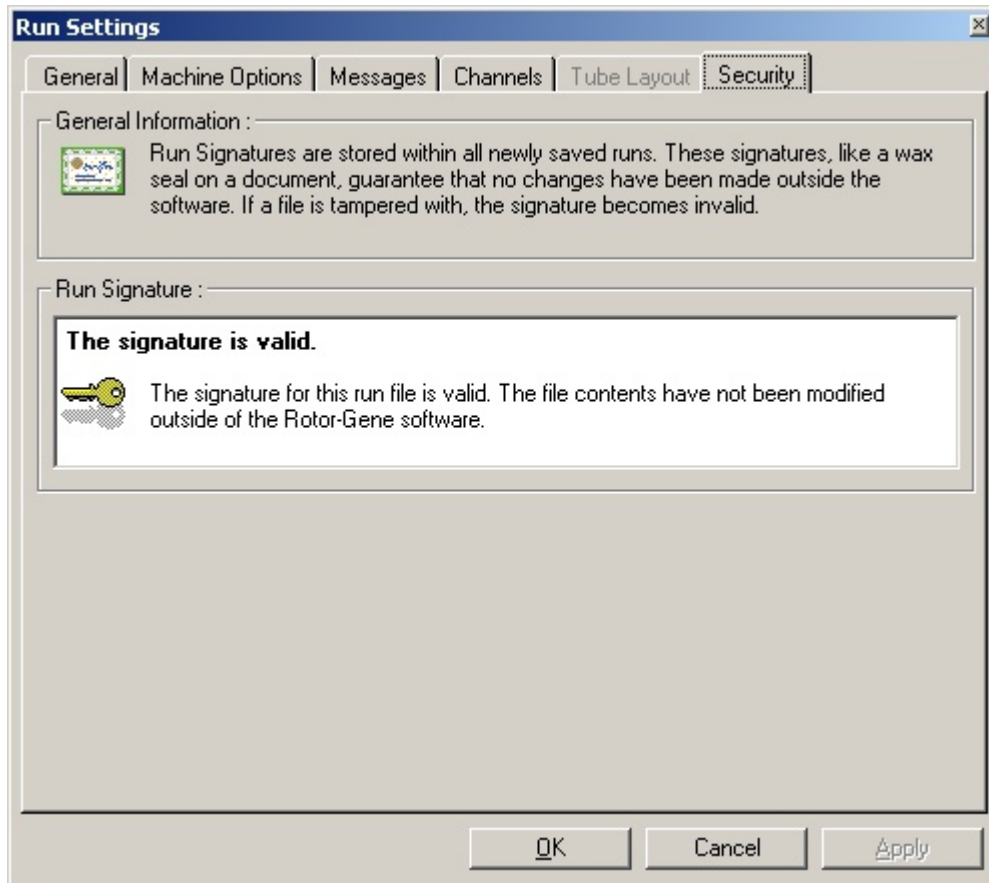 Run Settings
General Machine Options Messages Channels Tube Layout Security
General Information :
Run Signatures are stored within all newly saved runs. These signatures, like a wax
seal on a document, guarantee that no changes have been made outside the
software. If a file is tampered with, the signature becomes invalid.
Run Signature :
The signature is valid.
The signature for this run file is valid. The file contents have not been modified
outside of the Rotor-Gene software.
OK Cancel Apply